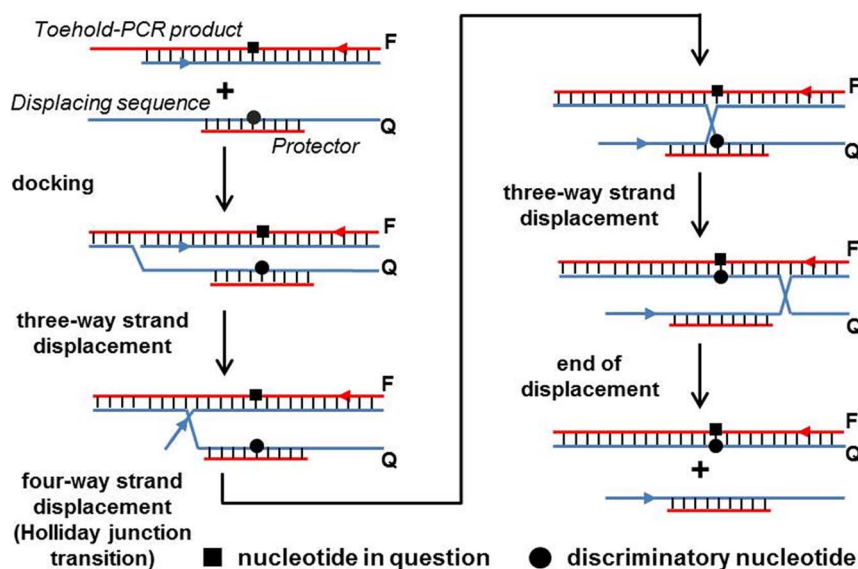 Toehold-PCR product
F
+
Displacing sequence
Q
Protector
docking
F
Q
three-way strand
displacement
F
Q
four-way strand
displacement
(Holliday junction
transition)
F
Q
three-way strand
displacement
F
Q
end of
displacement
F
Q
+
nucleotide in question
discriminatory nucleotide